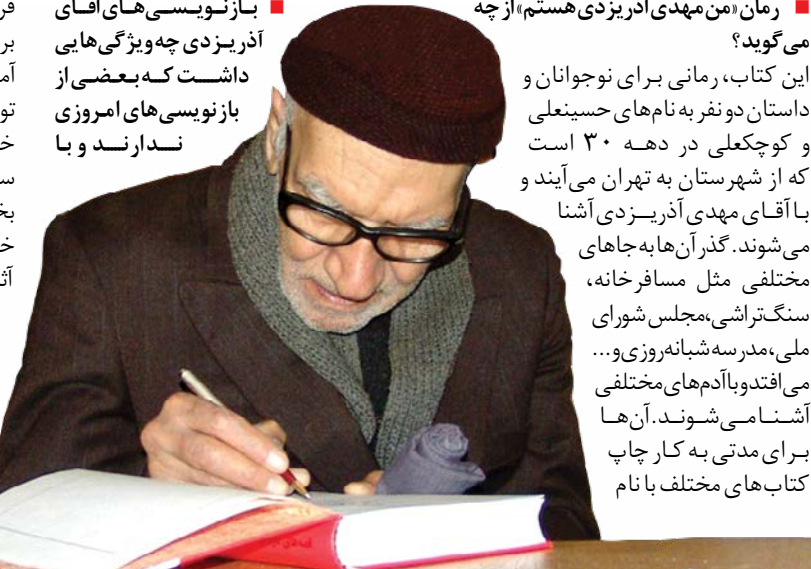 ■ رمان «من مهدی آذریزدی هستم» از چه
می‌گوید؟
این کتاب، رمانی برای نوجوانان و
داستان دو نفر به نام‌های حسینعلی
و کوچکعلی در دهه ۳۰ است
که از شهرستان به تهران می‌آیند و
با آقای مهدی آذریزدی آشنا
می‌شوند. گذر آن‌ها به جاهای
مختلفی مثل مسافرخانه،
سنگ‌تراشی، مجلس شورای
ملی، مدرسه شبانه‌روزی و...
می‌افتد و با آدم‌های مختلفی
آشنا می‌شوند. آن‌ها
برای مدتی به کار چاپ
کتاب‌های مختلف با نام
■ بازنویسی‌های آقای
آذریزدی چه ویژگی‌هایی
داشت که بعضی از
بازنویسی‌های امروزی
ندارند و با